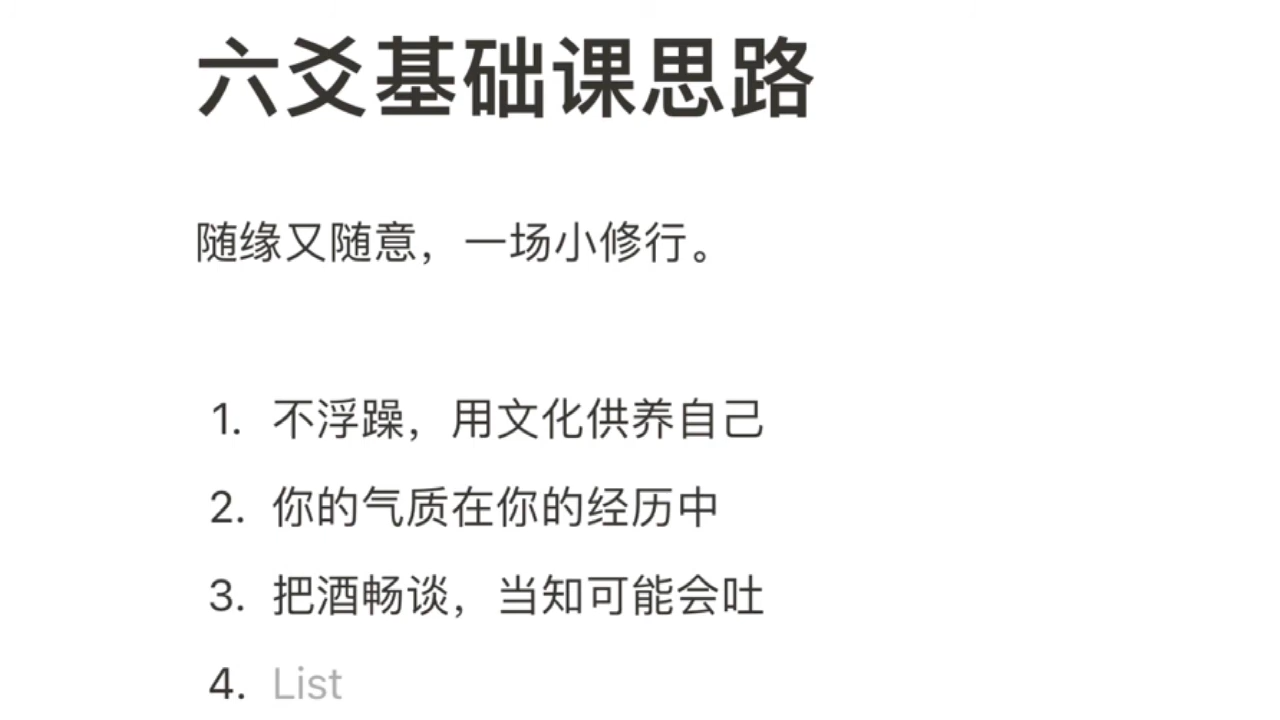 六爻基础课思路
随缘又随意，一场小修行。
1. 不浮躁，用文化供养自己
2. 你的气质在你的经历中
3. 把酒畅谈，当知可能会吐
4. List